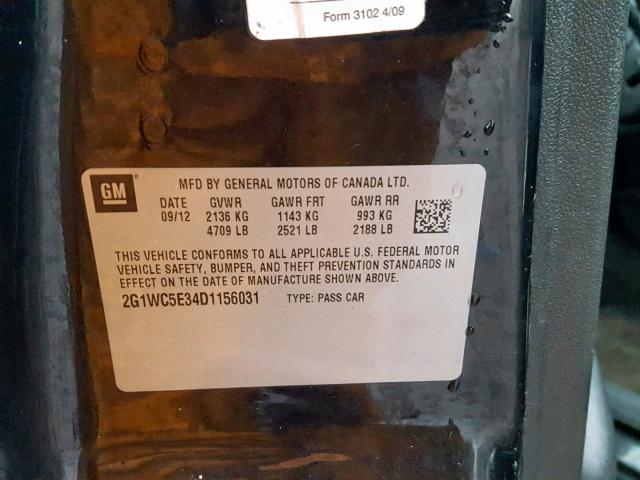 Form 3102 4/09
GM
MFD BY GENERAL MOTORS OF CANADA LTD.
DATE GVWR GAWR FRT GAWR RR
09/12 2136 KG 1143 KG 993 KG
4709 LB 2521 LB 2188 LB
THIS VEHICLE CONFORMS TO ALL APPLICABLE U.S. FEDERAL MOTOR
VEHICLE SAFETY, BUMPER, AND THEFT PREVENTION STANDARDS IN
EFFECT ON THE DATE OF MANUFACTURE SHOWN ABOVE.
2G1WC5E34D1156031 TYPE: PASS CAR